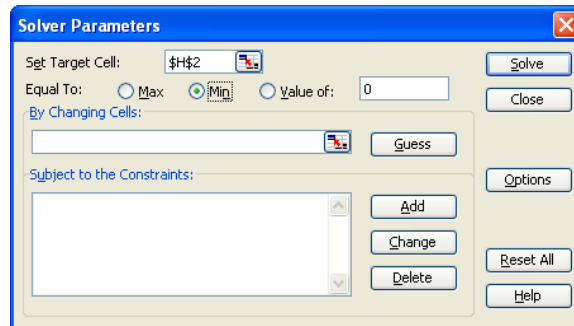 Solver Parameters
Set Target Cell: $H$2 Solve
Equal To: Max Min Value of: 0 Close
By Changing Cells:
Guess
Subject to the Constraints: Options
Add
Change
Reset All
Delete
Help